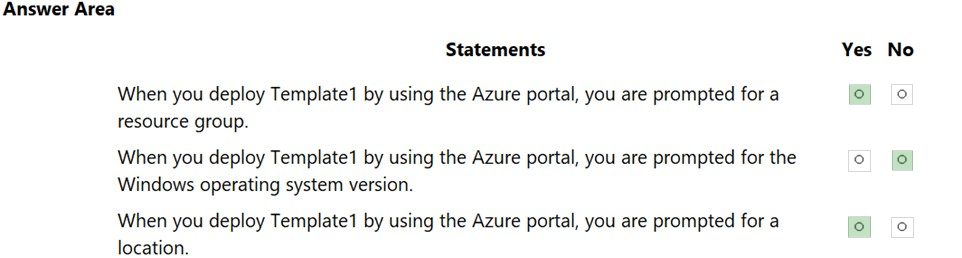 Answer Area
Statements Yes No
When you deploy Template1 by using the Azure portal, you are prompted for a
resource group.
When you deploy Template1 by using the Azure portal, you are prompted for the
Windows operating system version.
When you deploy Template1 by using the Azure portal, you are prompted for a
location.